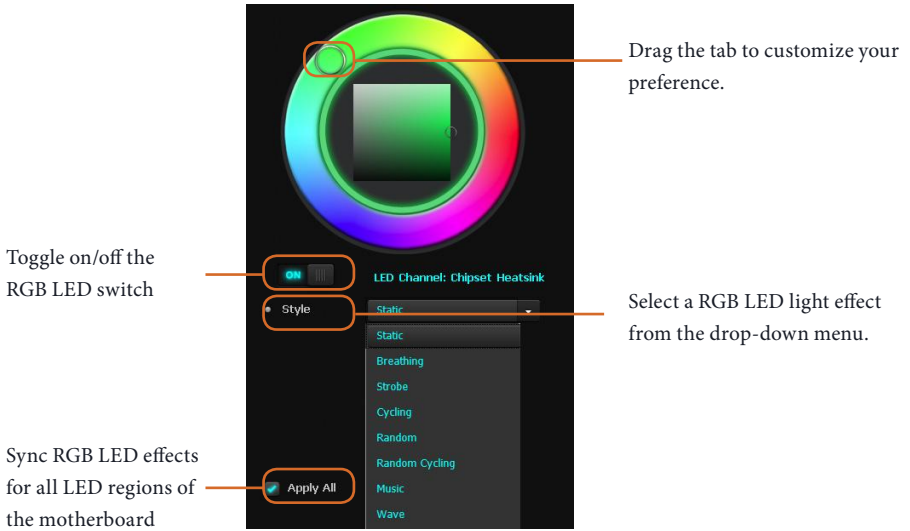 Drag the tab to customize your
preference.
Toggle on/off the
RGB LED switch
ON
LED Channel: Chipset Heatsink
Style
Static
Select a RGB LED light effect
from the drop-down menu.
Static
Breathing
Strobe
Cycling
Random
Random Cycling
Music
Wave
Sync RGB LED effects
for all LED regions of
the motherboard
Apply All